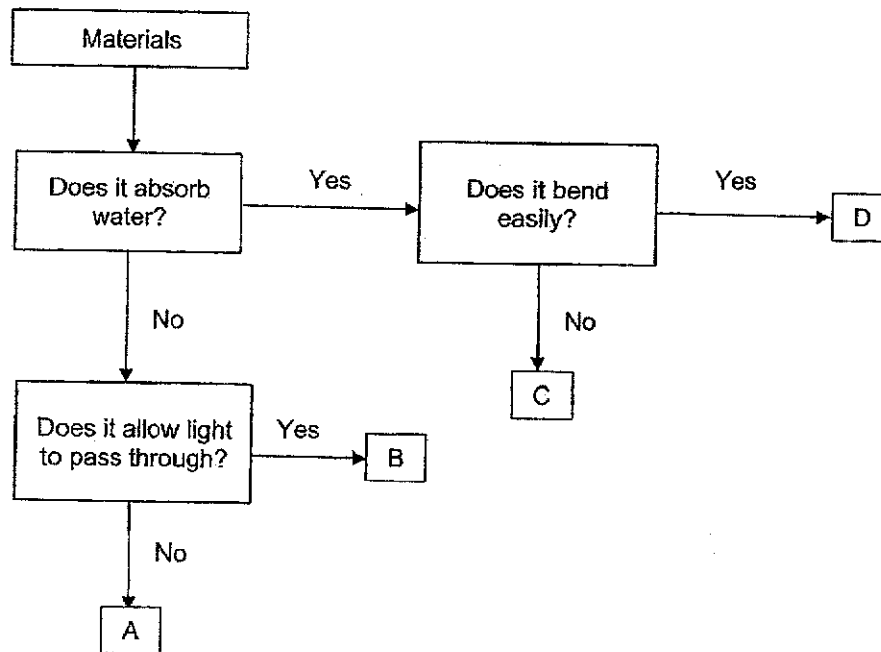 Materials
Does it absorb
water?
Yes
Does it bend
easily?
Yes
D
No
No
C
Does it allow light
to pass through?
Yes
B
No
A